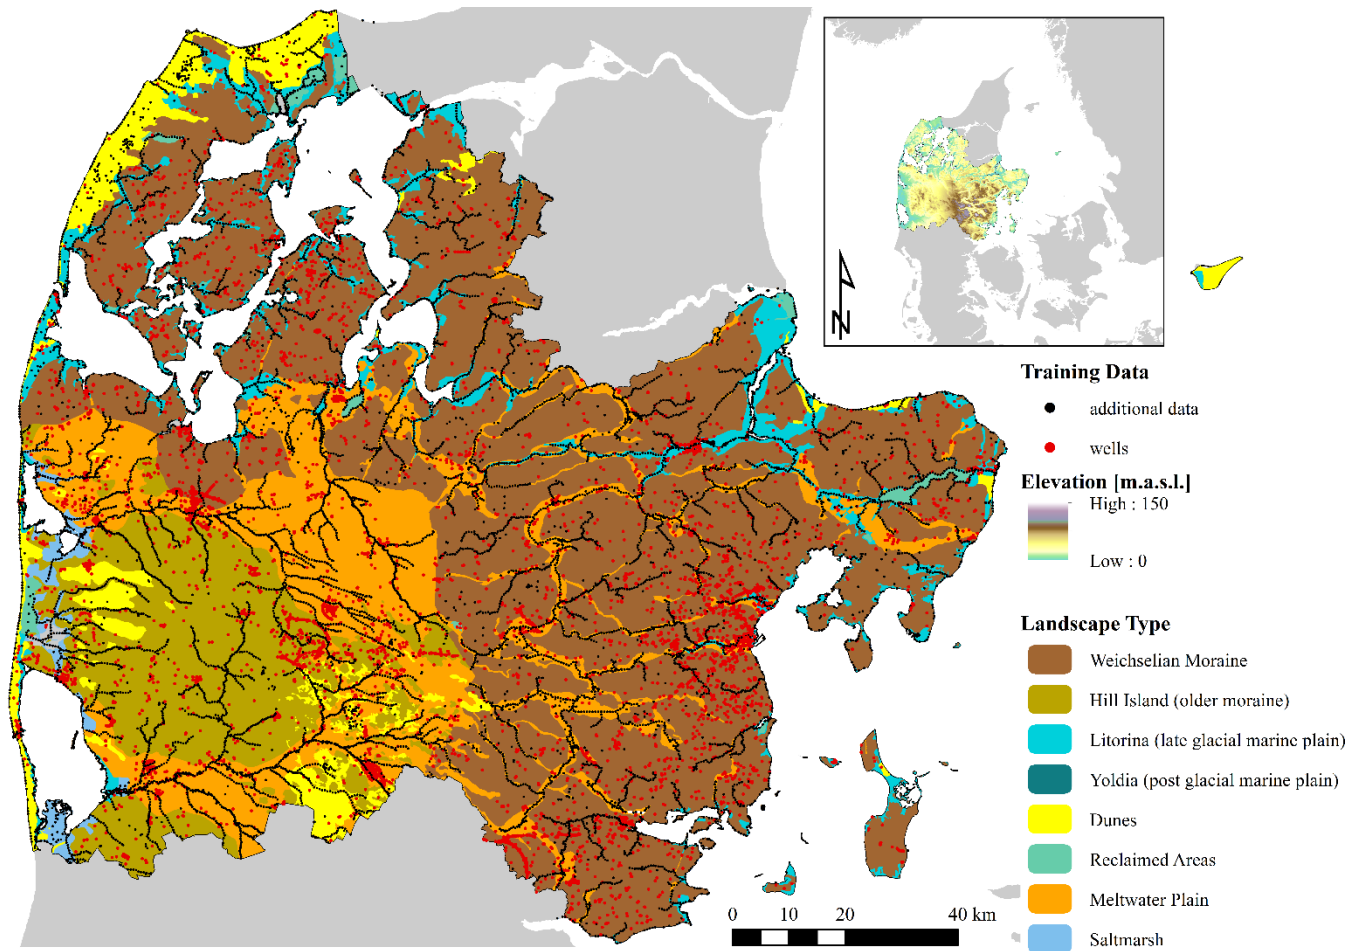 N
Training Data
additional data
wells
Elevation [m.a.s.l.]
High : 150
Low : 0
Landscape Type
Weichselian Moraine
Hill Island (older moraine)
Litorina (late glacial marine plain)
Yoldia (post glacial marine plain)
Dunes
Reclaimed Areas
Meltwater Plain
Saltmarsh
0 10 20 40 km